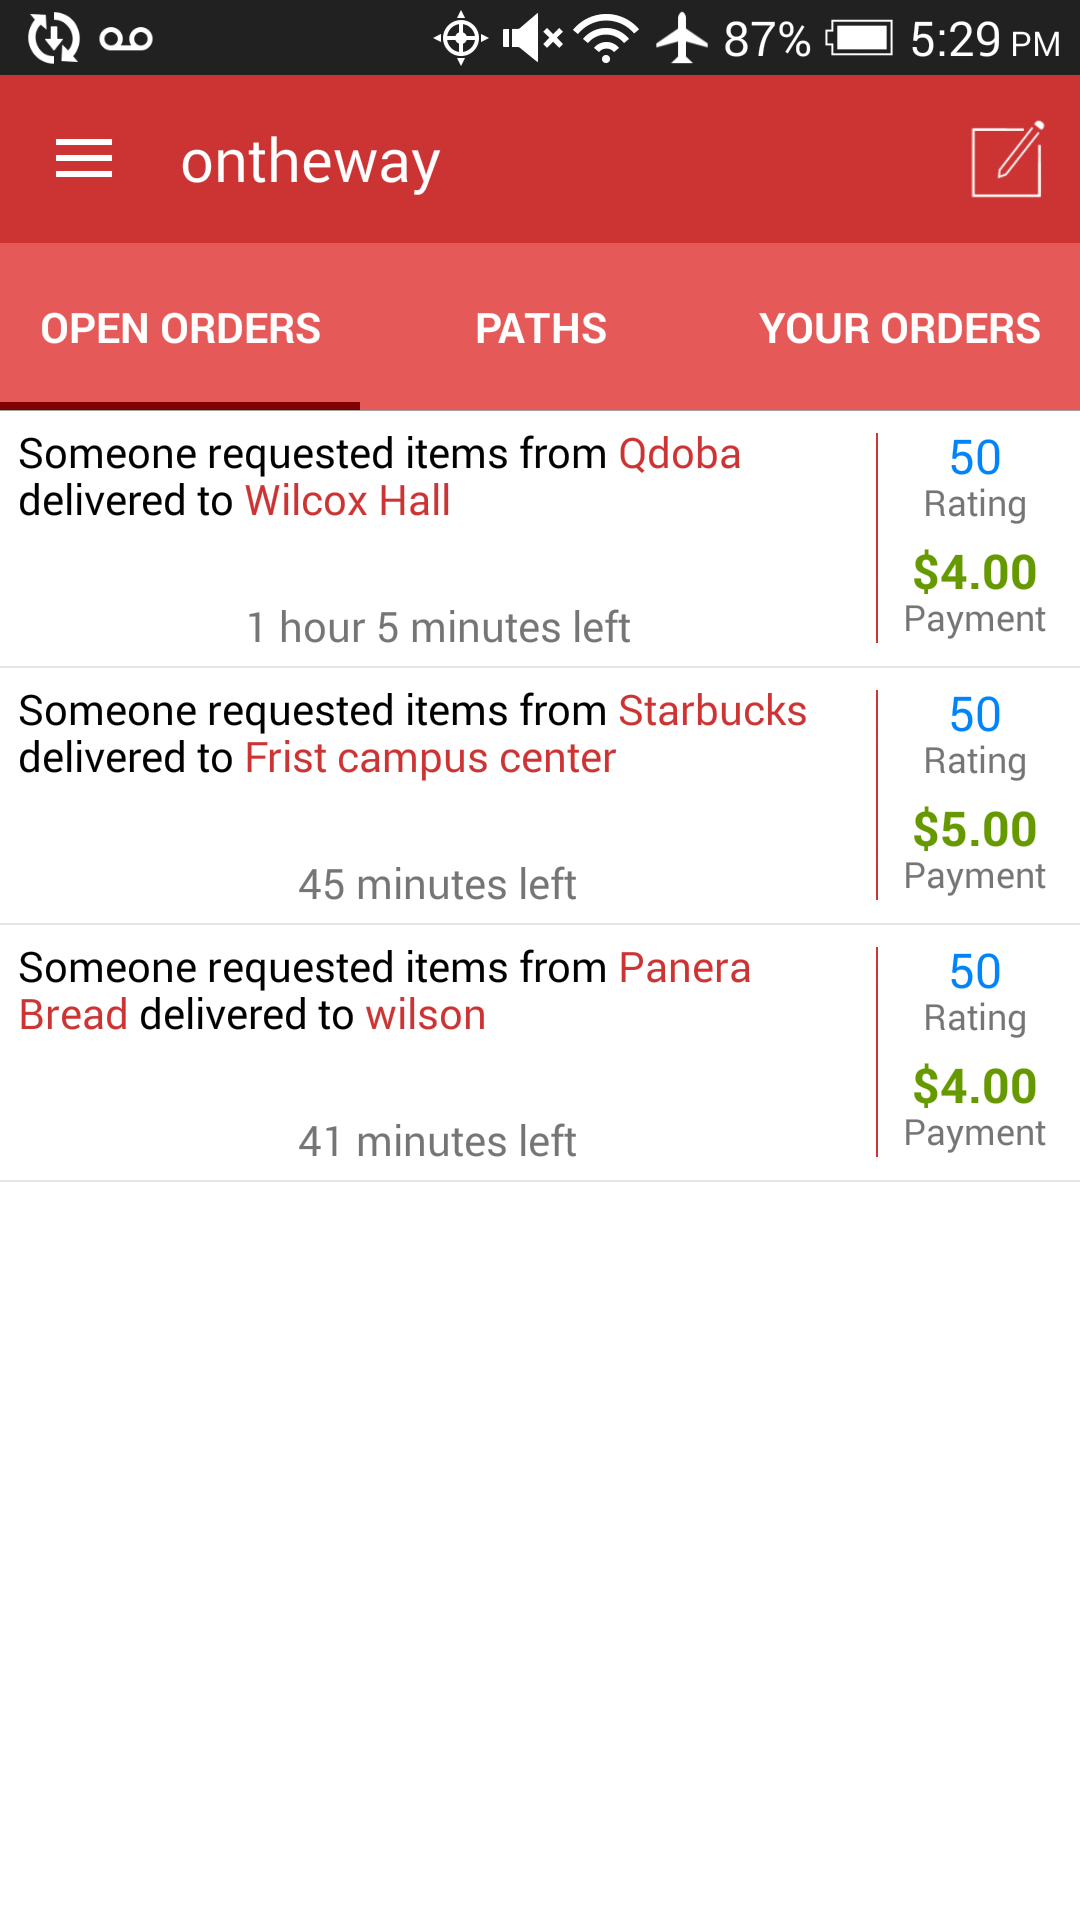 87% 5:29 PM
ontheway
OPEN ORDERS PATHS YOUR ORDERS
Someone requested items from Qdoba
delivered to Wilcox Hall
1 hour 5 minutes left
50
Rating
$4.00
Payment
Someone requested items from Starbucks
delivered to Frist campus center
45 minutes left
50
Rating
$5.00
Payment
Someone requested items from Panera
Bread delivered to wilson
41 minutes left
50
Rating
$4.00
Payment